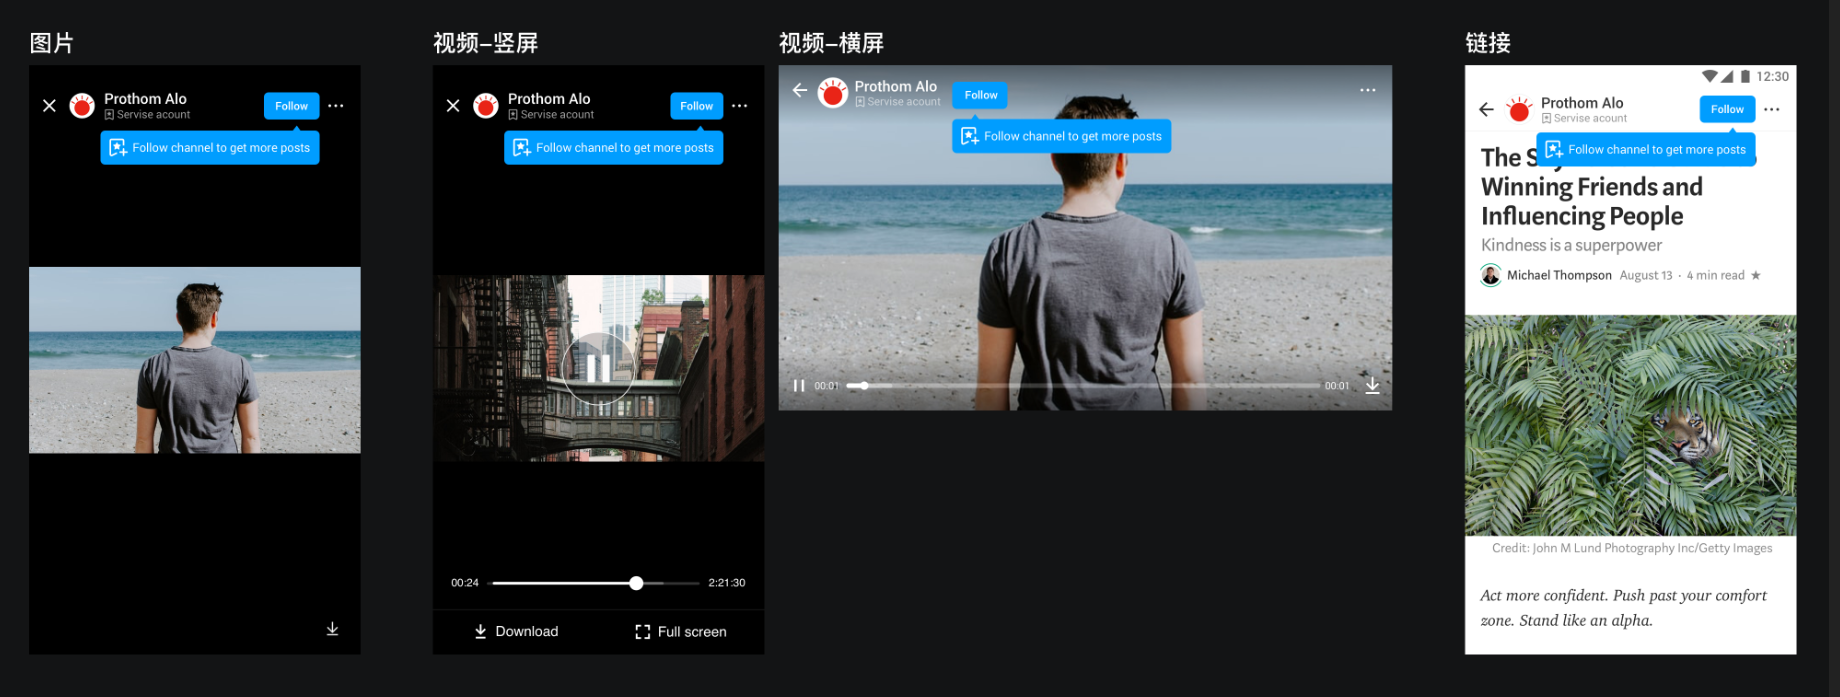 图片
Prothom Alo
Servise acount
Follow
Follow channel to get more posts
视频-竖屏
Prothom Alo
Servise acount
Follow
Follow channel to get more posts
00:24
2:21:30
Download
Full screen
视频-横屏
Prothom Alo
Servise acount
Follow
Follow channel to get more posts
00:01
00:01
链接
12:30
Prothom Alo
Servise acount
Follow
Follow channel to get more posts
The
Winning Friends and
Influencing People
Kindness is a superpower
Michael Thompson August 13 · 4 min read
Credit: John M Lund Photography Inc/Getty Images
Act more confident. Push past your comfort
zone. Stand like an alpha.